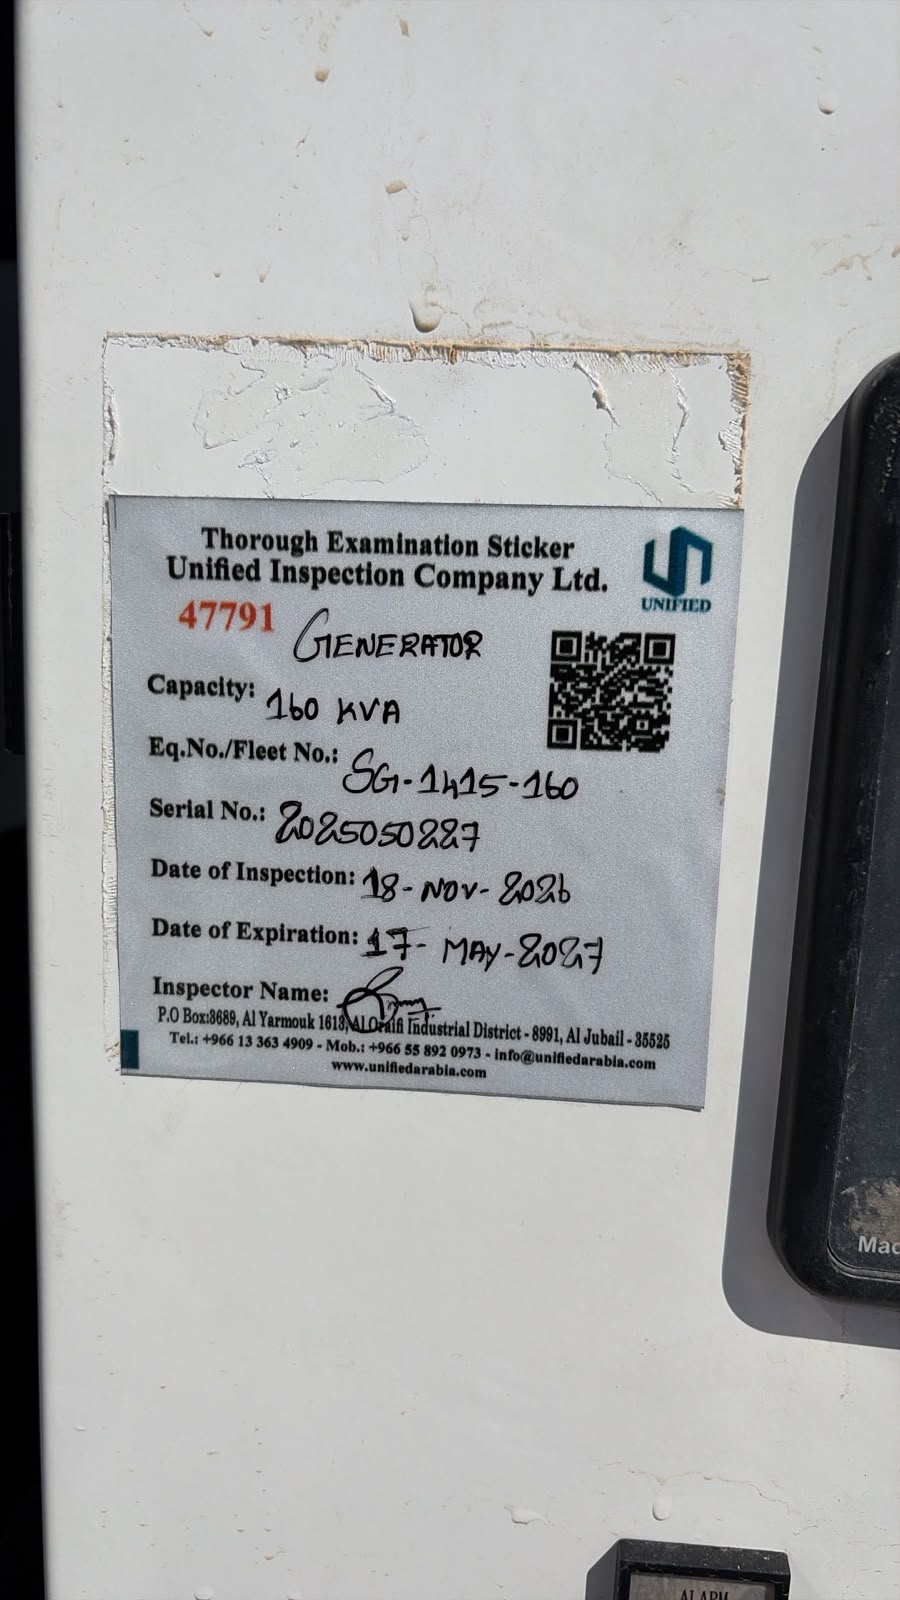 Thorough Examination Sticker
Unified Inspection Company Ltd.
UNIFIED
47791
GENERATOR
Capacity: 160 KVA
Eq.No./Fleet No.: SG-1415-160
Serial No.: 2025050227
Date of Inspection: 18-NOV-2026
Date of Expiration: 17-MAY-2027
Inspector Name:
P.O Box:3689, Al Yarmouk 1613, Al Oraifi Industrial District - 8991, Al Jubail - 35525
Tel.: +966 13 363 4909 - Mob.: +966 55 892 0973 - info@unifiedarabia.com
www.unifiedarabia.com
Mac
ALARM